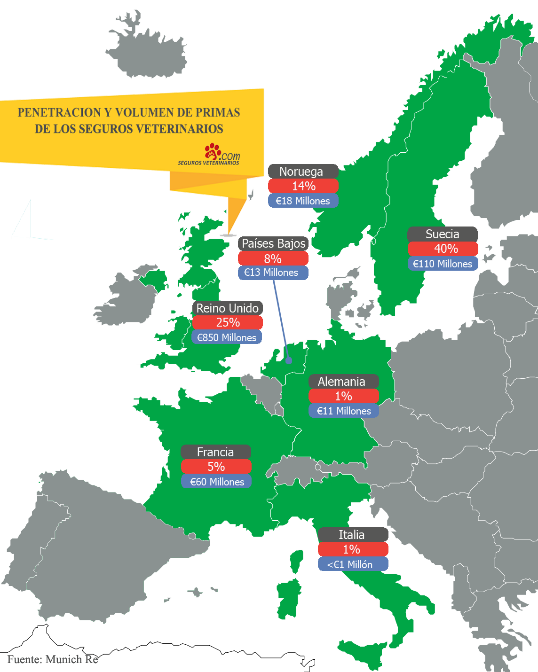 PENETRACION Y VOLUMEN DE PRIMAS
DE LOS SEGUROS VETERINARIOS
.com
SEGUROS VETERINARIOS
Noruega
14%
€18 Millones
Suecia
40%
€110 Millones
Países Bajos
8%
€13 Millones
Reino Unido
25%
€850 Millones
Alemania
1%
€11 Millones
Francia
5%
€60 Millones
Italia
1%
<€1 Millón
Fuente: Munich Re